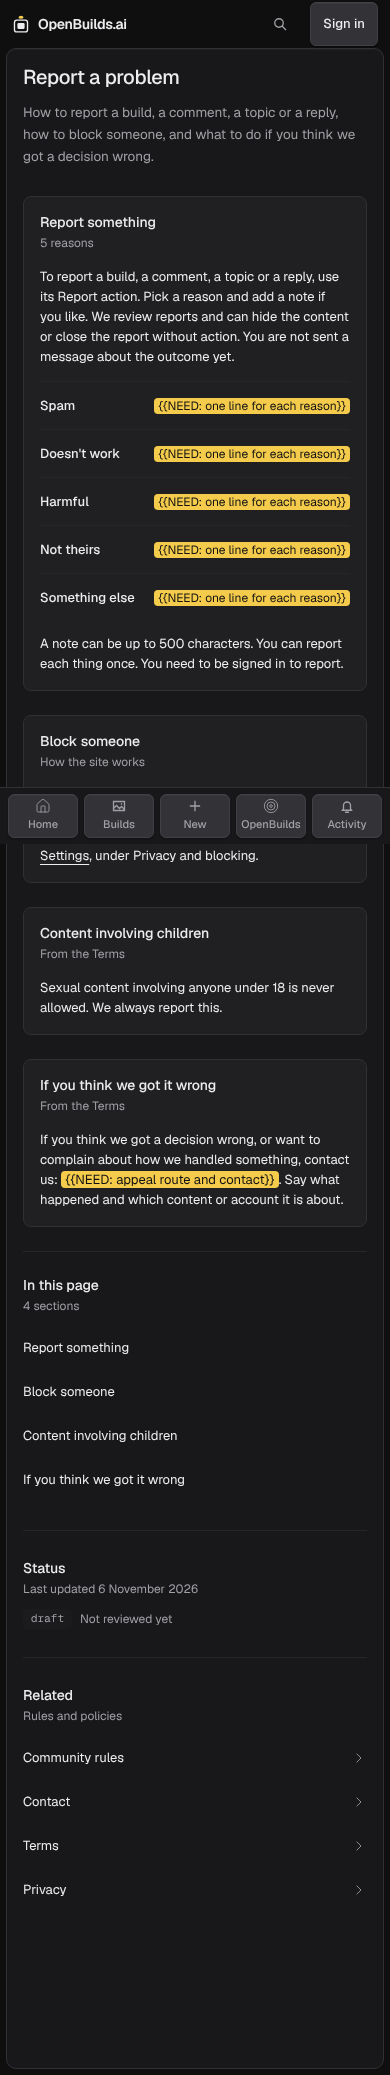 OpenBuilds.ai
Sign in
Report a problem
How to report a build, a comment, a topic or a reply,
how to block someone, and what to do if you think we
got a decision wrong.
Report something
5 reasons
To report a build, a comment, a topic or a reply, use
its Report action. Pick a reason and add a note if
you like. We review reports and can hide the content
or close the report without action. You are not sent a
message about the outcome yet.
Spam {{NEED: one line for each reason}}
Doesn't work {{NEED: one line for each reason}}
Harmful {{NEED: one line for each reason}}
Not theirs {{NEED: one line for each reason}}
Something else {{NEED: one line for each reason}}
A note can be up to 500 characters. You can report
each thing once. You need to be signed in to report.
Block someone
How the site works
Home Builds New OpenBuilds Activity
Settings, under Privacy and blocking.
Content involving children
From the Terms
Sexual content involving anyone under 18 is never
allowed. We always report this.
If you think we got it wrong
From the Terms
If you think we got a decision wrong, or want to
complain about how we handled something, contact
us: {{NEED: appeal route and contact}}. Say what
happened and which content or account it is about.
In this page
4 sections
Report something
Block someone
Content involving children
If you think we got it wrong
Status
Last updated 6 November 2026
draft Not reviewed yet
Related
Rules and policies
Community rules
Contact
Terms
Privacy